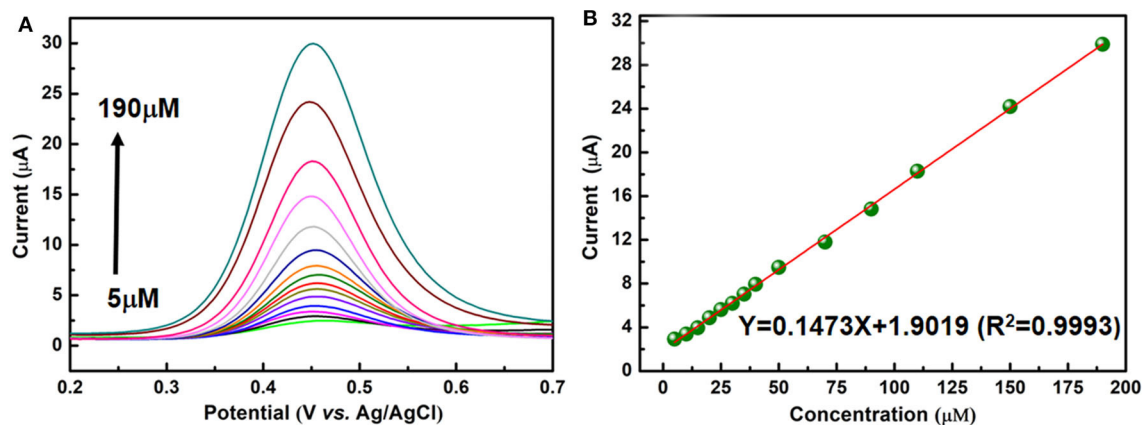 A
30
25
20
15
10
5
0
Current (μA)
190μM
5μM
0.2 0.3 0.4 0.5 0.6 0.7
Potential (V vs. Ag/AgCl)
B
32
28
24
20
16
12
8
4
0
Current (μA)
Y=0.1473X+1.9019 (R²=0.9993)
0 25 50 75 100 125 150 175 200
Concentration (μM)